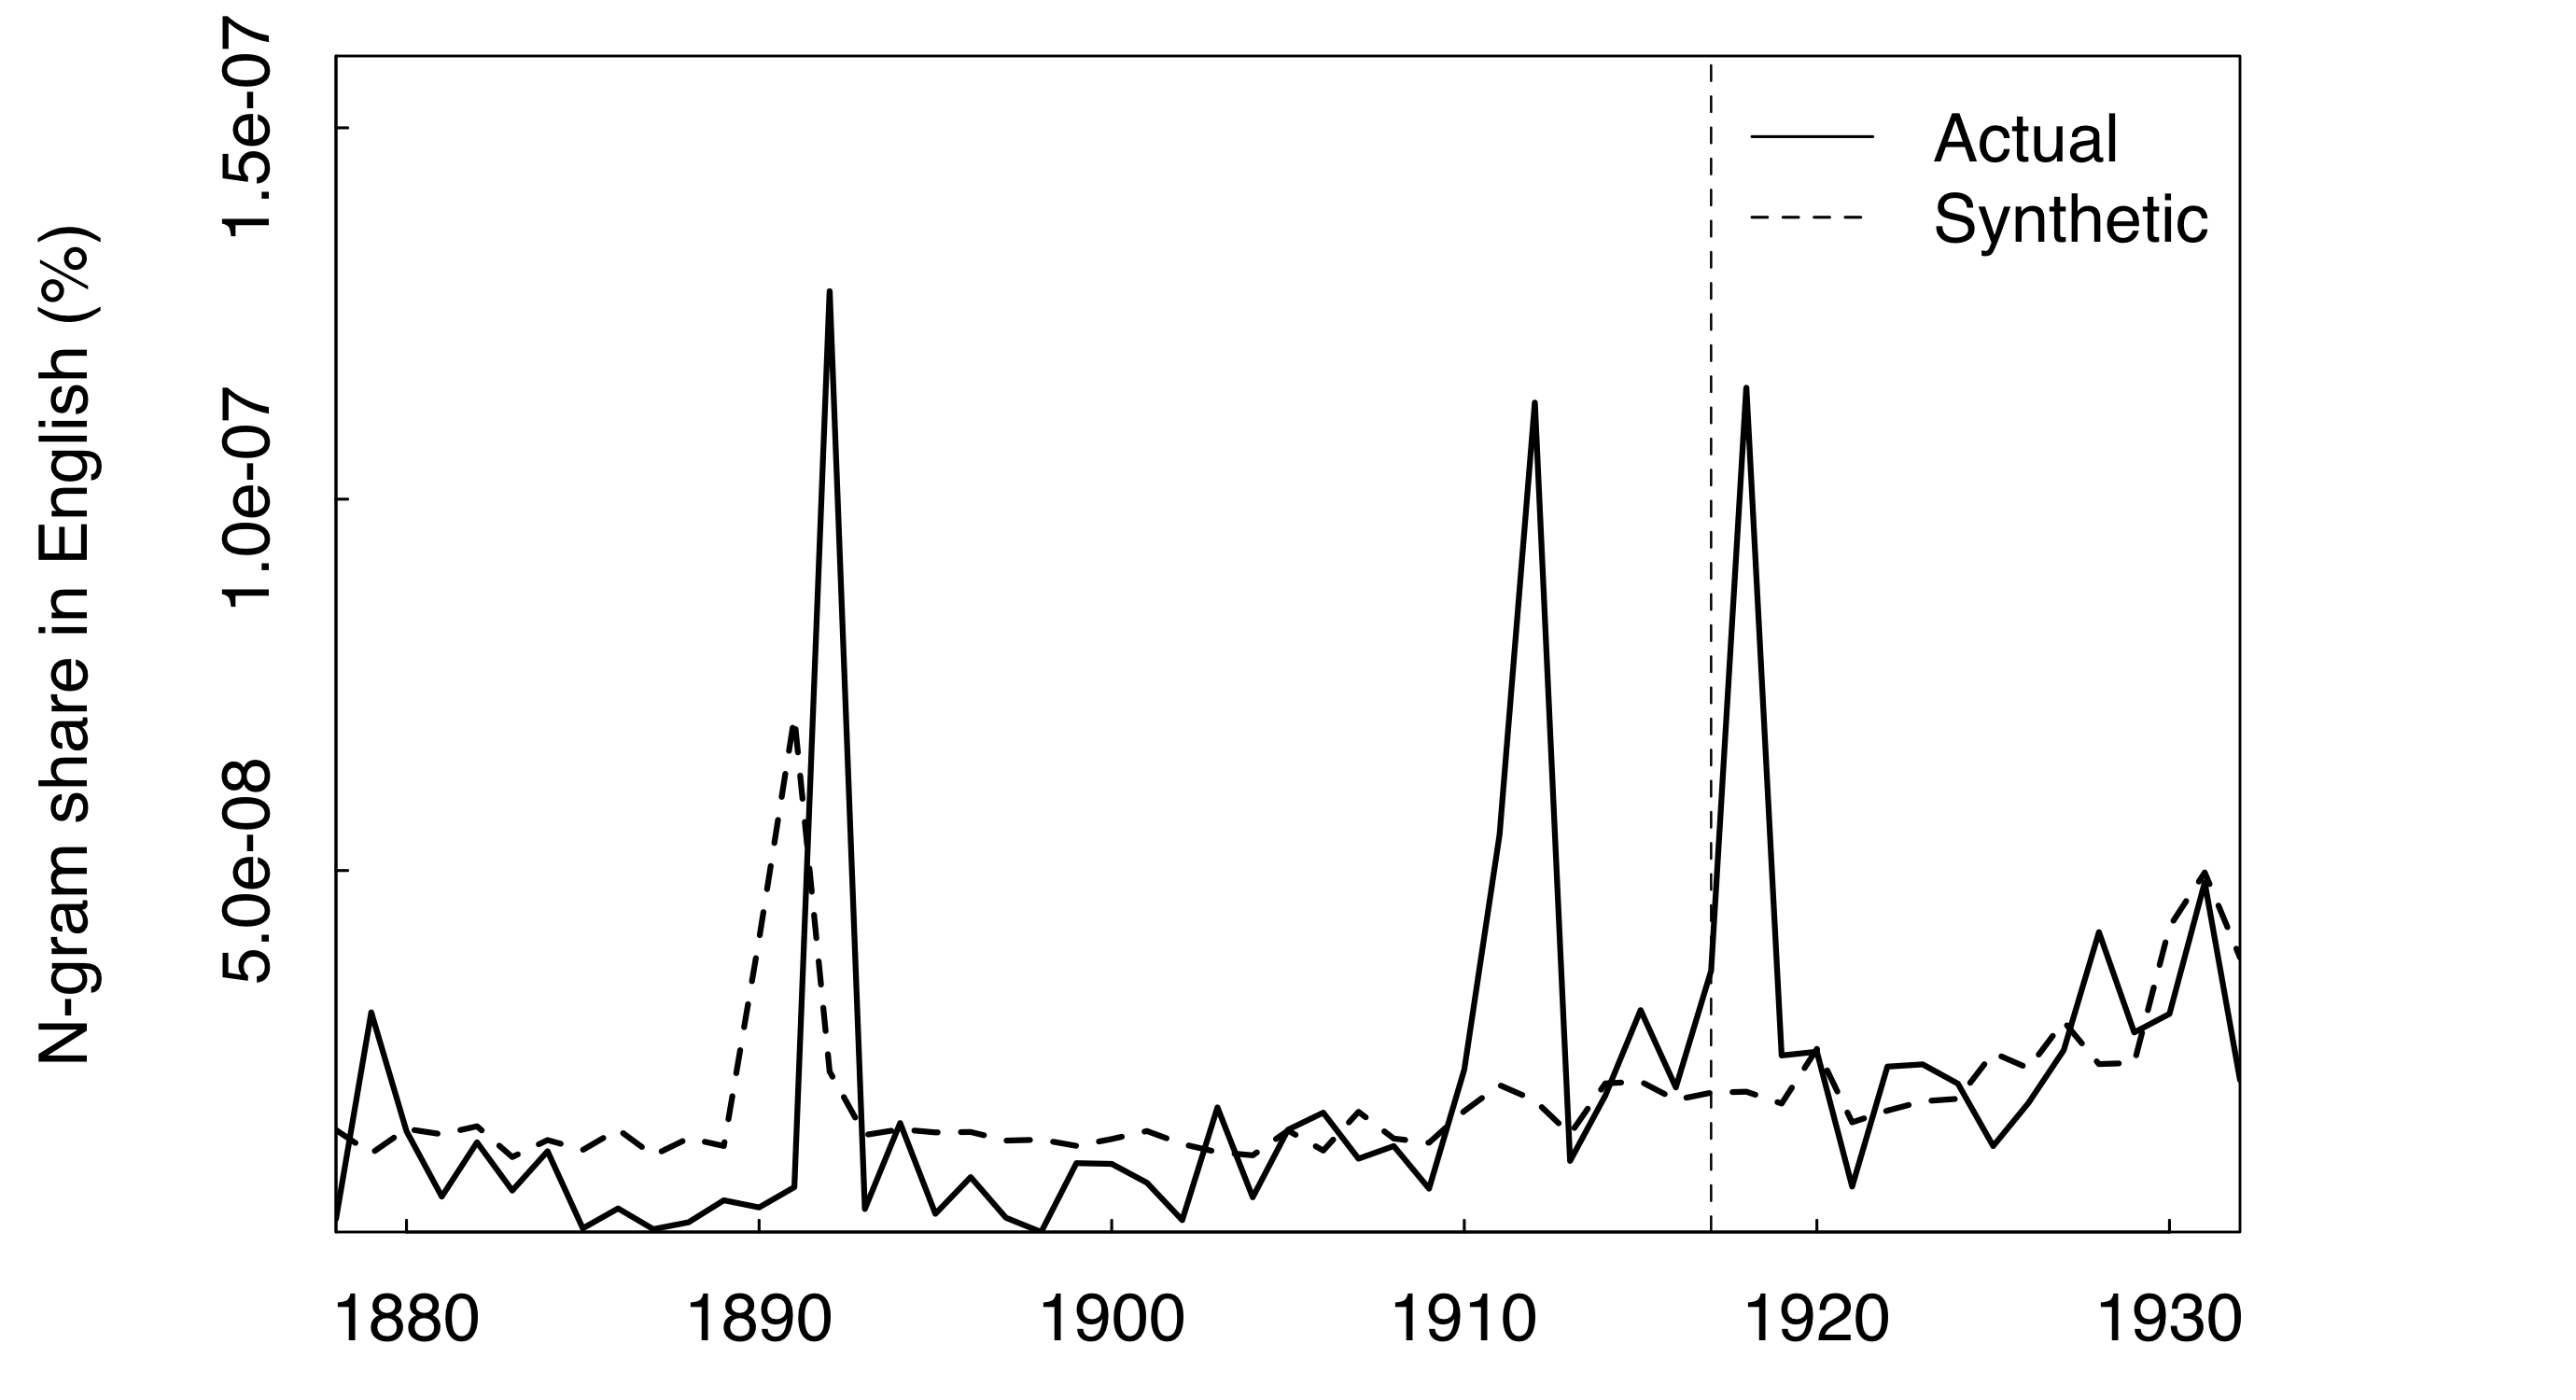 N-gram share in English (%)
1.5e-07
1.0e-07
5.0e-08
Actual
Synthetic
1880 1890 1900 1910 1920 1930